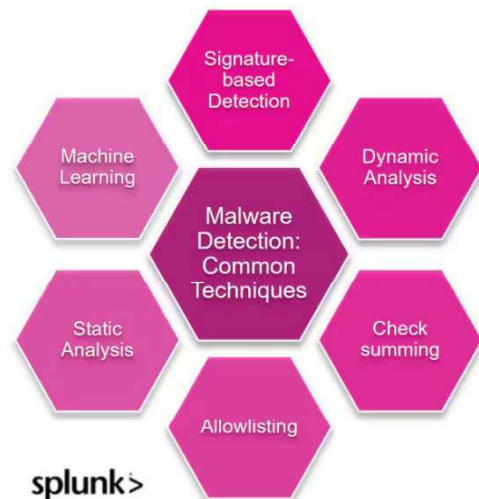 Signature-
based
Detection
Machine
Learning
Dynamic
Analysis
Malware
Detection:
Common
Techniques
Static
Analysis
Check
summing
Allowlisting
splunk>